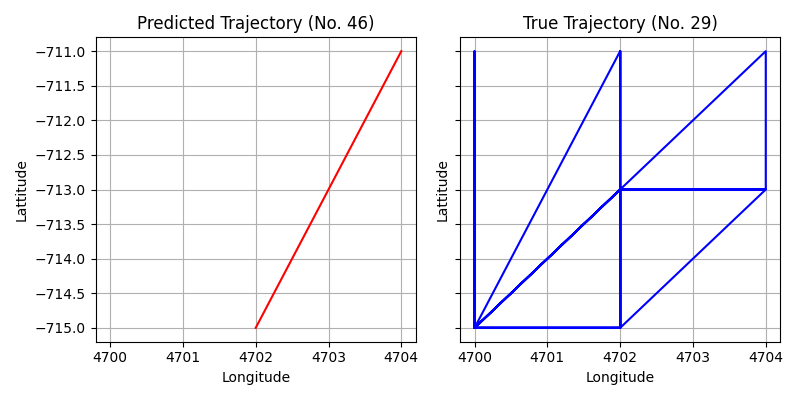 Predicted Trajectory (No. 46)
True Trajectory (No. 29)
−711.0
−711.5
−712.0
−712.5
−713.0
−713.5
−714.0
−714.5
−715.0
Lattitude
Lattitude
4700 4701 4702 4703 4704
4700 4701 4702 4703 4704
Longitude
Longitude